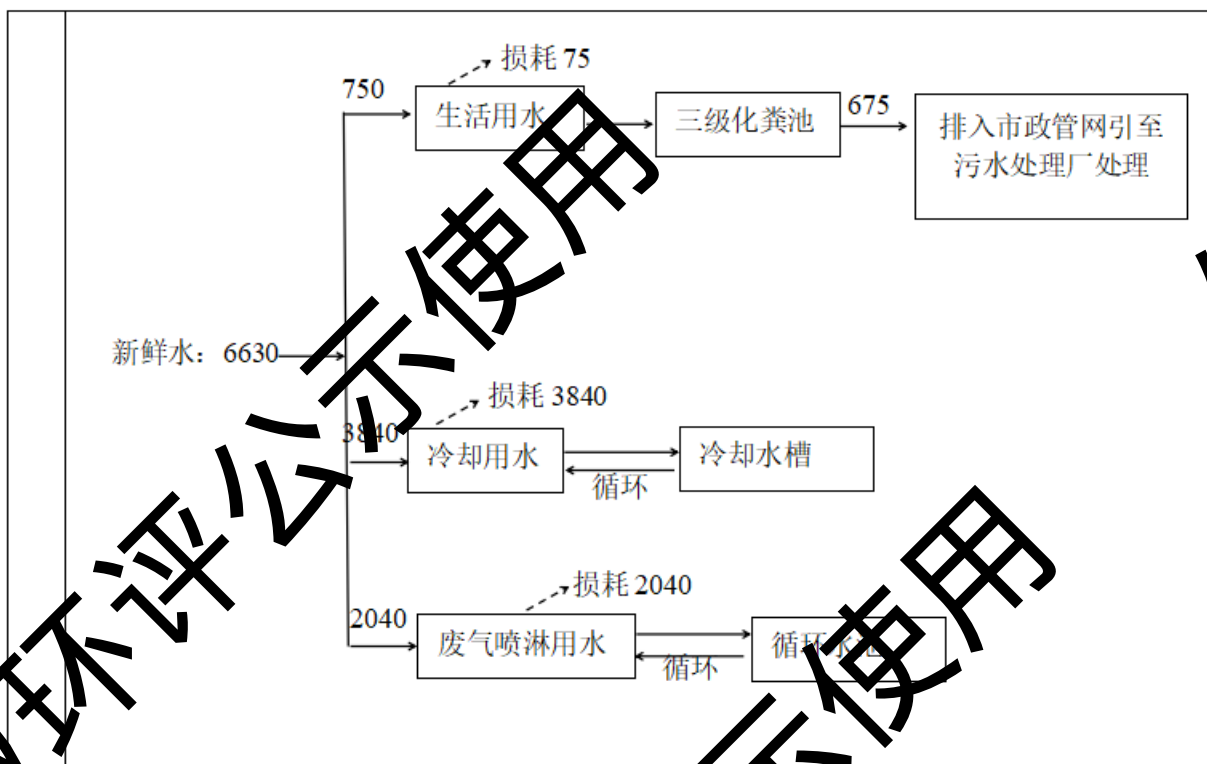 损耗 75
750
生活用水
三级化粪池
675
排入市政管网引至
污水处理厂处理
新鲜水：6630
损耗 3840
3840
冷却用水
冷却水槽
循环
损耗 2040
2040
废气喷淋用水
循环水池
循环
环评公示使用
示使用